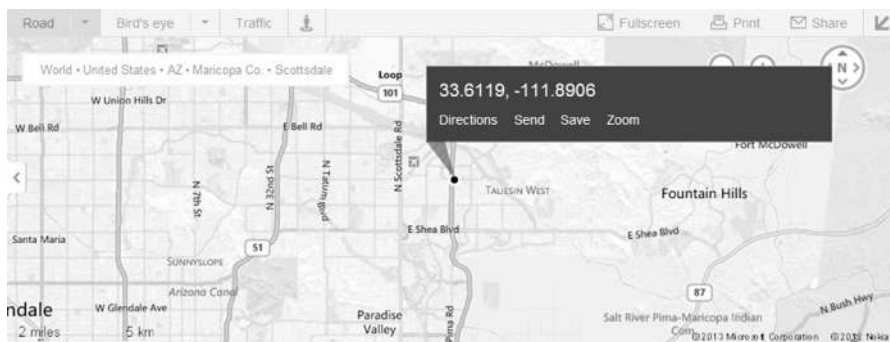 Road
Bird's eye
Traffic
Fullscreen
Print
Share
World • United States • AZ • Maricopa Co. • Scottsdale
Loop
101
McDowell
N
33.6119, -111.8906
Directions Send Save Zoom
W Union Hills Dr
W Bell Rd
E Bell Rd
Fort McDowell
N 7th St
N 32nd St
N Tatum Blvd
N Scottsdale Rd
TALIESIN WEST
Fountain Hills
E Shea Blvd
E Shea Blvd
Santa Maria
51
SUNNYSLOPE
Arizona Canal
87
ndale
W Glendale Ave
Paradise
Valley
Pima Rd
Salt River Pima-Maricopa Indian
Com
N Bush Hwy
2 miles
5 km
©2013 Microsoft Corporation
Nokia